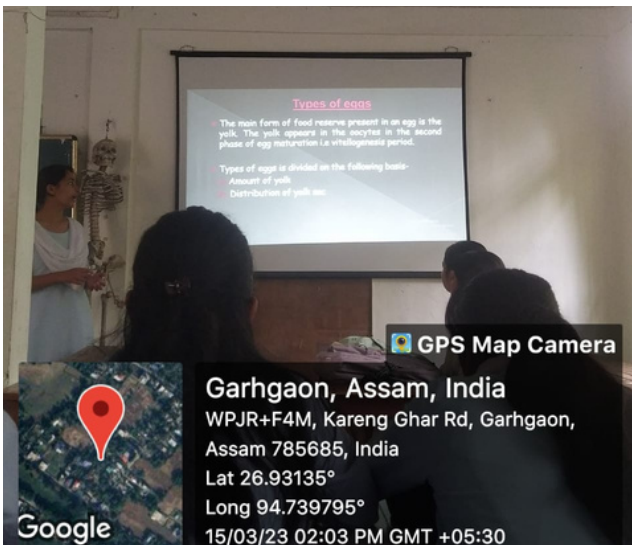 Types of eggs
The main form of food reserve present in an egg is the
yolk. The yolk appears in the oocytes in the second
phase of egg maturation i.e vitellogenesis period.
Types of eggs is divided on the following basis-
Amount of yolk
Distribution of yolk
GPS Map Camera
Garhgaon, Assam, India
WPJR+F4M, Kareng Ghar Rd, Garhgaon,
Assam 785685, India
Lat 26.93135°
Long 94.739795°
15/03/23 02:03 PM GMT +05:30
Google